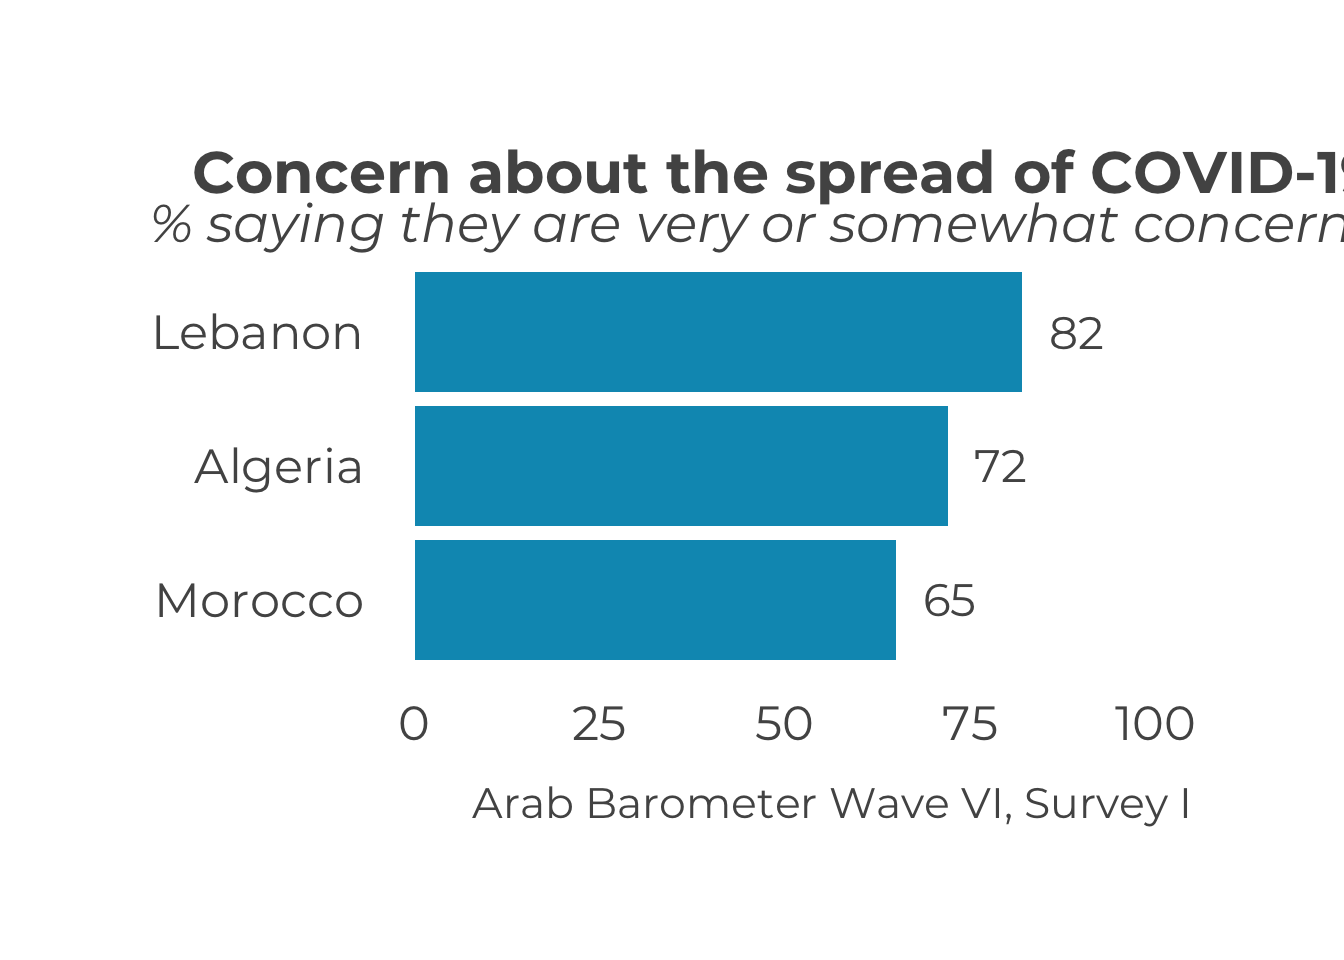 Concern about the spread of COVID-19
% saying they are very or somewhat concern
Lebanon 82
Algeria 72
Morocco 65
0 25 50 75 100
Arab Barometer Wave VI, Survey I